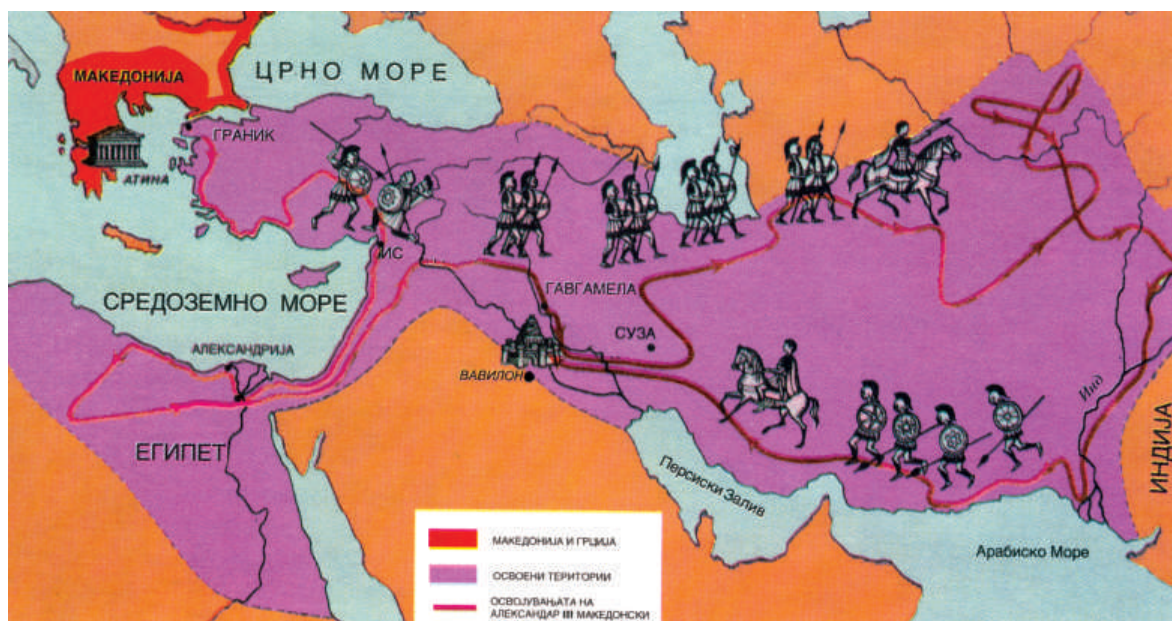 МАКЕДОНИЈА
ЦРНО МОРЕ
ГРАНИК
АТИНА
ИС
СРЕДОЗЕМНО МОРЕ
ГАВГАМЕЛА
СУЗА
АЛЕКСАНДРИЈА
ВАВИЛОН
Инд
ИНДИЈА
ЕГИПЕТ
Персиски Залив
Арабиско Море
МАКЕДОНИЈА И ГРЦИЈА
ОСВОЕНИ ТЕРИТОРИИ
ОСВОЈУВАЊАТА НА
АЛЕКСАНДАР III МАКЕДОНСКИ